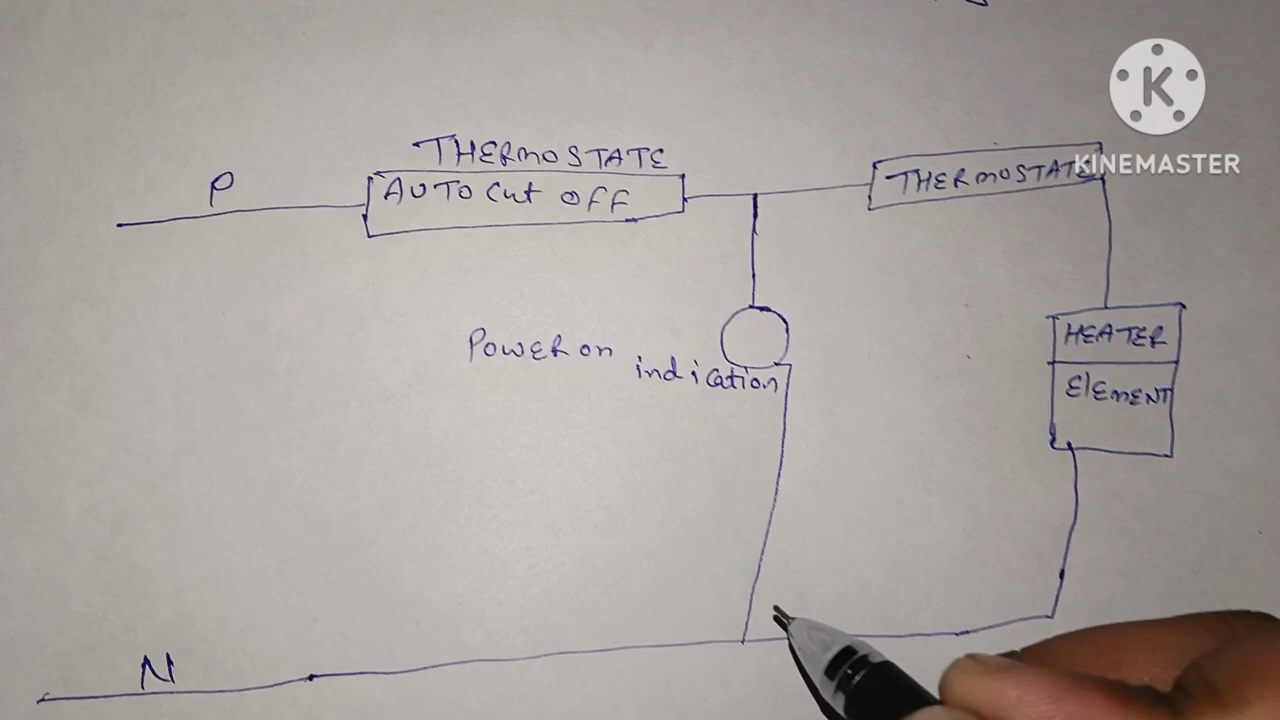 THERMOSTATE
P
AUTO Cut OFF
THERMOSTATE
KINEMASTER
HEATER
Power on
indication
ElEmENT
N